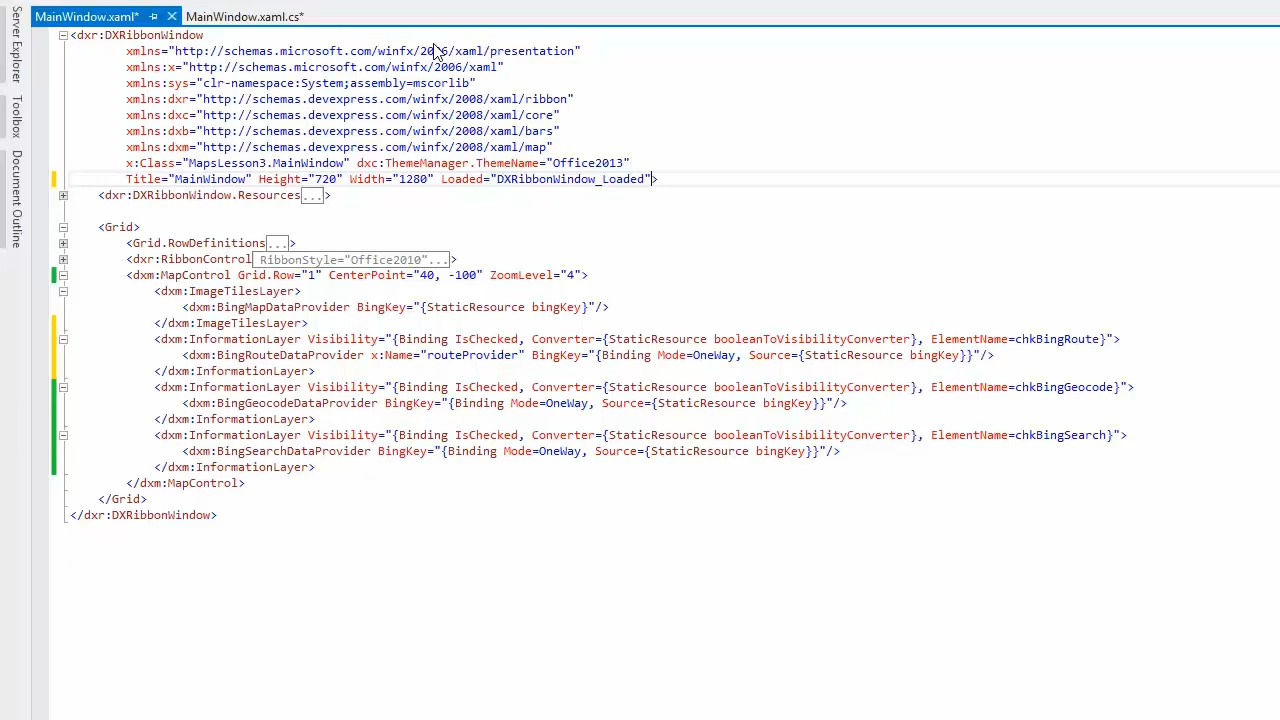 MainWindow.xaml* MainWindow.xaml.cs*
Server Explorer
Toolbox
Document Outline
<dxr:DXRibbonWindow
xmlns="http://schemas.microsoft.com/winfx/2006/xaml/presentation"
xmlns:x="http://schemas.microsoft.com/winfx/2006/xaml"
xmlns:sys="clr-namespace:System;assembly=mscorlib"
xmlns:dxr="http://schemas.devexpress.com/winfx/2008/xaml/ribbon"
xmlns:dxc="http://schemas.devexpress.com/winfx/2008/xaml/core"
xmlns:dxb="http://schemas.devexpress.com/winfx/2008/xaml/bars"
xmlns:dxm="http://schemas.devexpress.com/winfx/2008/xaml/map"
x:Class="MapsLesson3.MainWindow" dxc:ThemeManager.ThemeName="Office2013"
Title="MainWindow" Height="720" Width="1280" Loaded="DXRibbonWindow_Loaded">
<dxr:DXRibbonWindow.Resources...>
<Grid>
<Grid.RowDefinitions...>
<dxr:RibbonControl RibbonStyle="Office2010"...>
<dxm:MapControl Grid.Row="1" CenterPoint="40, -100" ZoomLevel="4">
<dxm:ImageTilesLayer>
<dxm:BingMapDataProvider BingKey="{StaticResource bingKey}"/>
</dxm:ImageTilesLayer>
<dxm:InformationLayer Visibility="{Binding IsChecked, Converter={StaticResource booleanToVisibilityConverter}, ElementName=chkBingRoute}">
<dxm:BingRouteDataProvider x:Name="routeProvider" BingKey="{Binding Mode=OneWay, Source={StaticResource bingKey}}"/>
</dxm:InformationLayer>
<dxm:InformationLayer Visibility="{Binding IsChecked, Converter={StaticResource booleanToVisibilityConverter}, ElementName=chkBingGeocode}">
<dxm:BingGeocodeDataProvider BingKey="{Binding Mode=OneWay, Source={StaticResource bingKey}}"/>
</dxm:InformationLayer>
<dxm:InformationLayer Visibility="{Binding IsChecked, Converter={StaticResource booleanToVisibilityConverter}, ElementName=chkBingSearch}">
<dxm:BingSearchDataProvider BingKey="{Binding Mode=OneWay, Source={StaticResource bingKey}}"/>
</dxm:InformationLayer>
</dxm:MapControl>
</Grid>
</dxr:DXRibbonWindow>